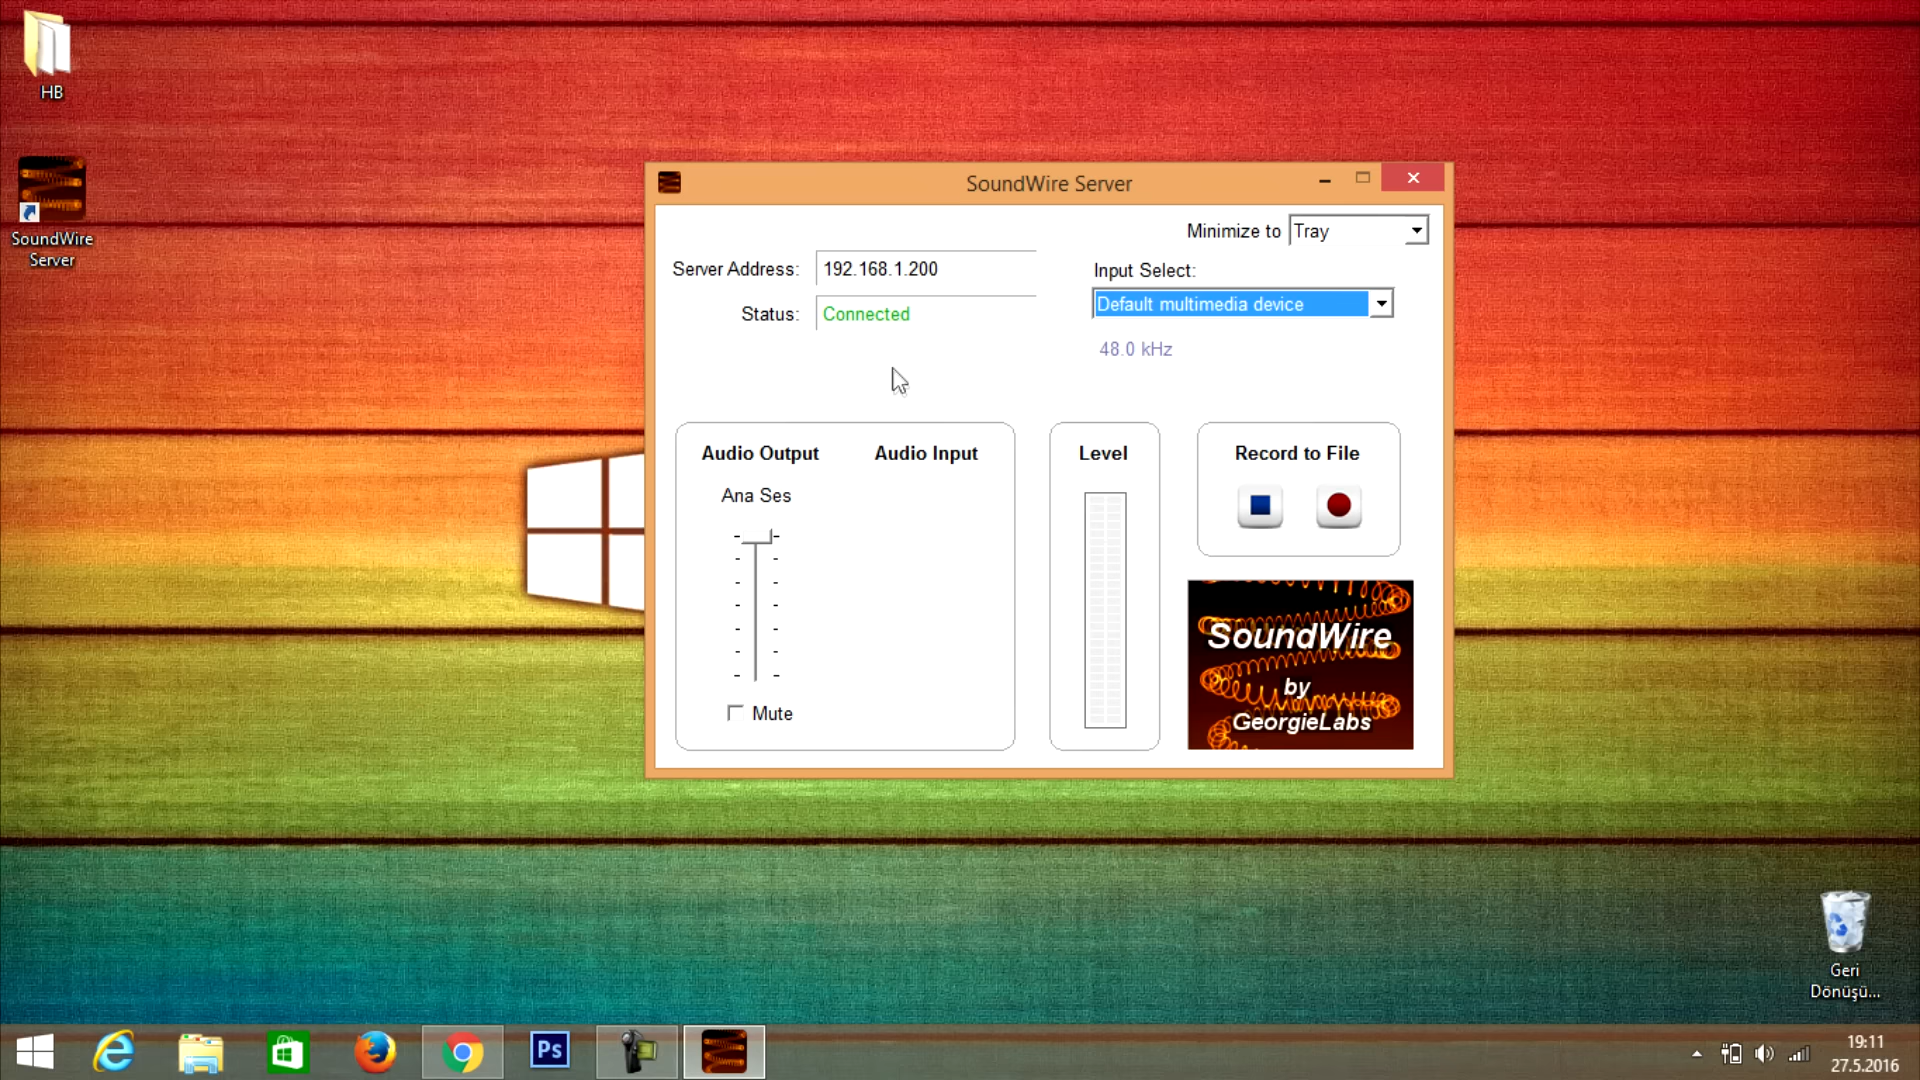 HB
SoundWire
Server
SoundWire Server
Minimize to Tray
Server Address: 192.168.1.200
Input Select:
Status: Connected
Default multimedia device
48.0 kHz
Audio Output Audio Input
Level
Record to File
Ana Ses
Mute
SoundWire
by
GeorgieLabs
Geri
Dönüşü...
Ps
19:11
27.5.2016